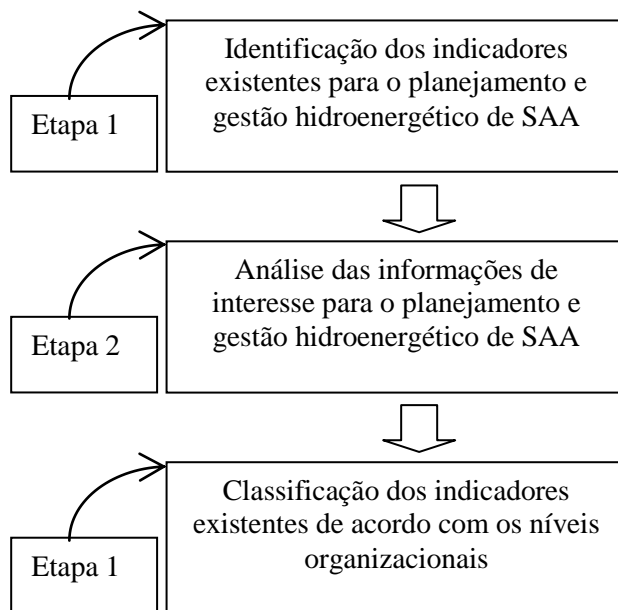 Identificação dos indicadores
existentes para o planejamento e
gestão hidroenergético de SAA
Etapa 1
Análise das informações de
interesse para o planejamento e
gestão hidroenergético de SAA
Etapa 2
Classificação dos indicadores
existentes de acordo com os níveis
organizacionais
Etapa 1